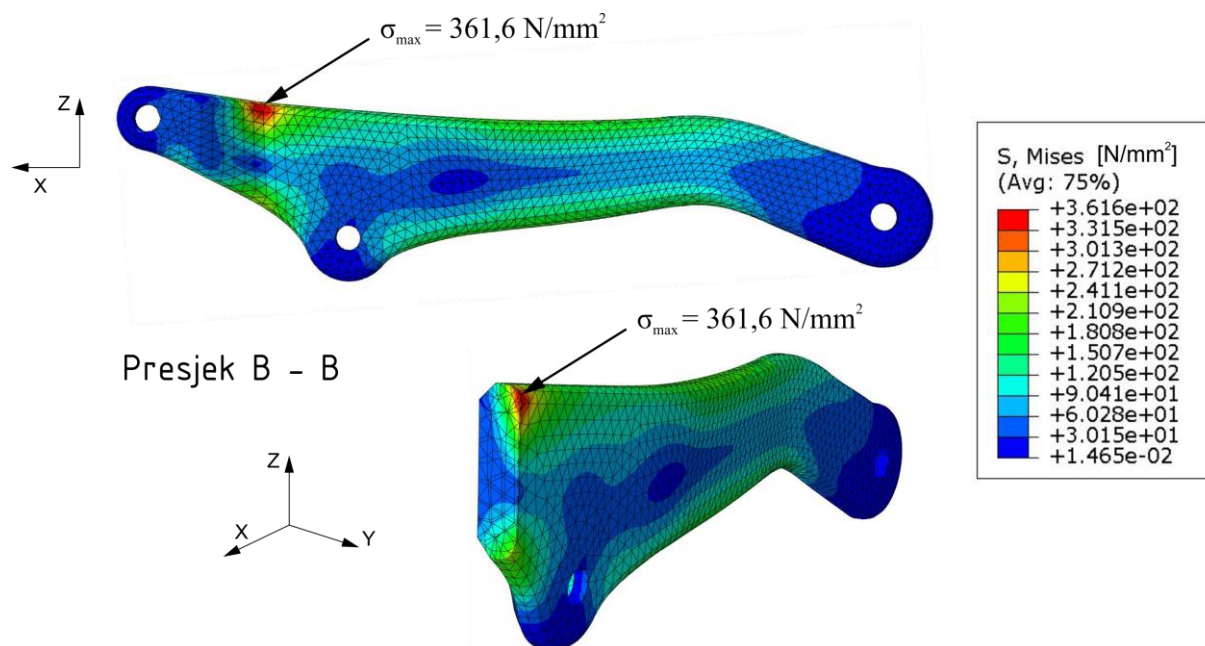 σmax = 361,6 N/mm²
Z
X
S, Mises [N/mm²]
(Avg: 75%)
+3.616e+02
+3.315e+02
+3.013e+02
+2.712e+02
+2.411e+02
+2.109e+02
+1.808e+02
+1.507e+02
+1.205e+02
+9.041e+01
+6.028e+01
+3.015e+01
+1.465e-02
σmax = 361,6 N/mm²
Presjek B - B
Z
X
Y